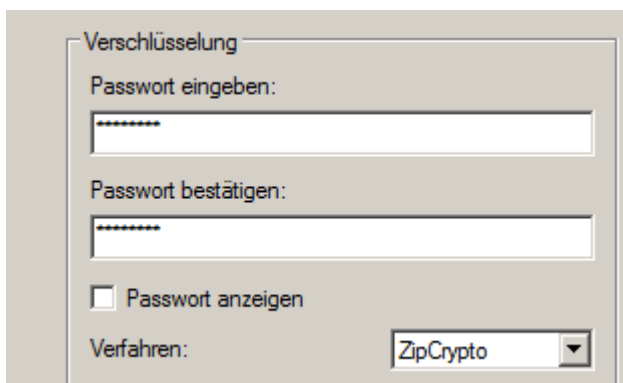 Verschlüsselung
Passwort eingeben:
********
Passwort bestätigen:
********
Passwort anzeigen
Verfahren: ZipCrypto